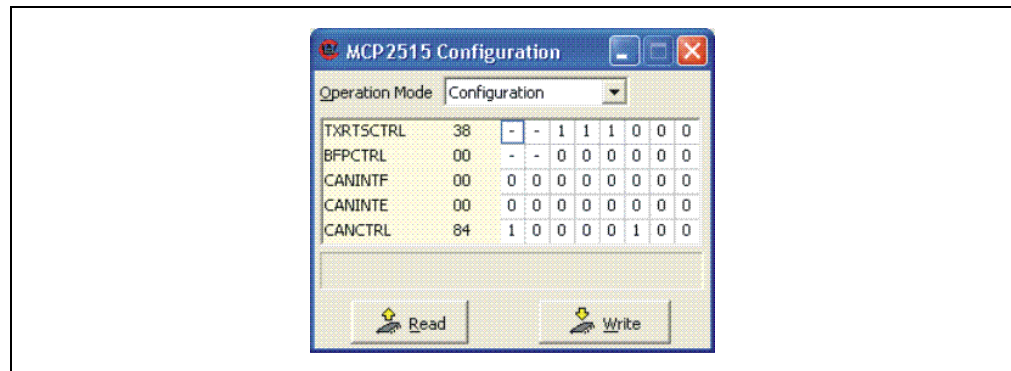 MCP2515 Configuration
Operation Mode Configuration
TXRTSCTRL 38 - - 1 1 1 0 0 0
BFPCTRL 00 - - 0 0 0 0 0 0
CANINTF 00 0 0 0 0 0 0 0 0
CANINTE 00 0 0 0 0 0 0 0 0
CANCTRL 84 1 0 0 0 0 1 0 0
Read Write